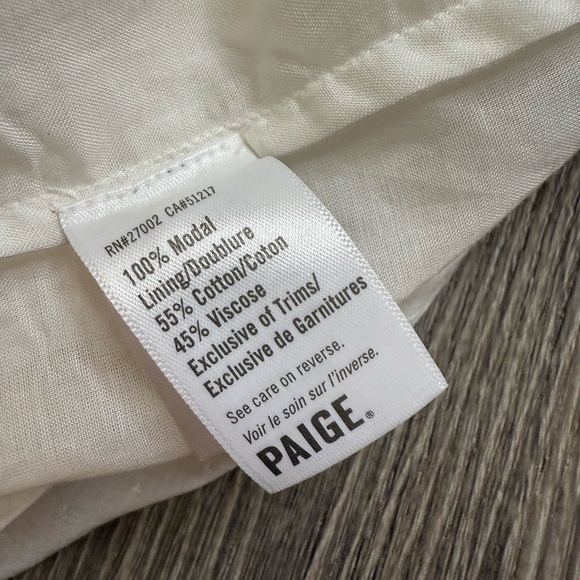 RN#27002 CA#51217
100% Modal
Lining/Doublure
55% Cotton/Coton
45% Viscose
Exclusive of Trims/
Exclusive de Garnitures
See care on reverse.
Voir le soin sur l'inverse.
PAIGE®